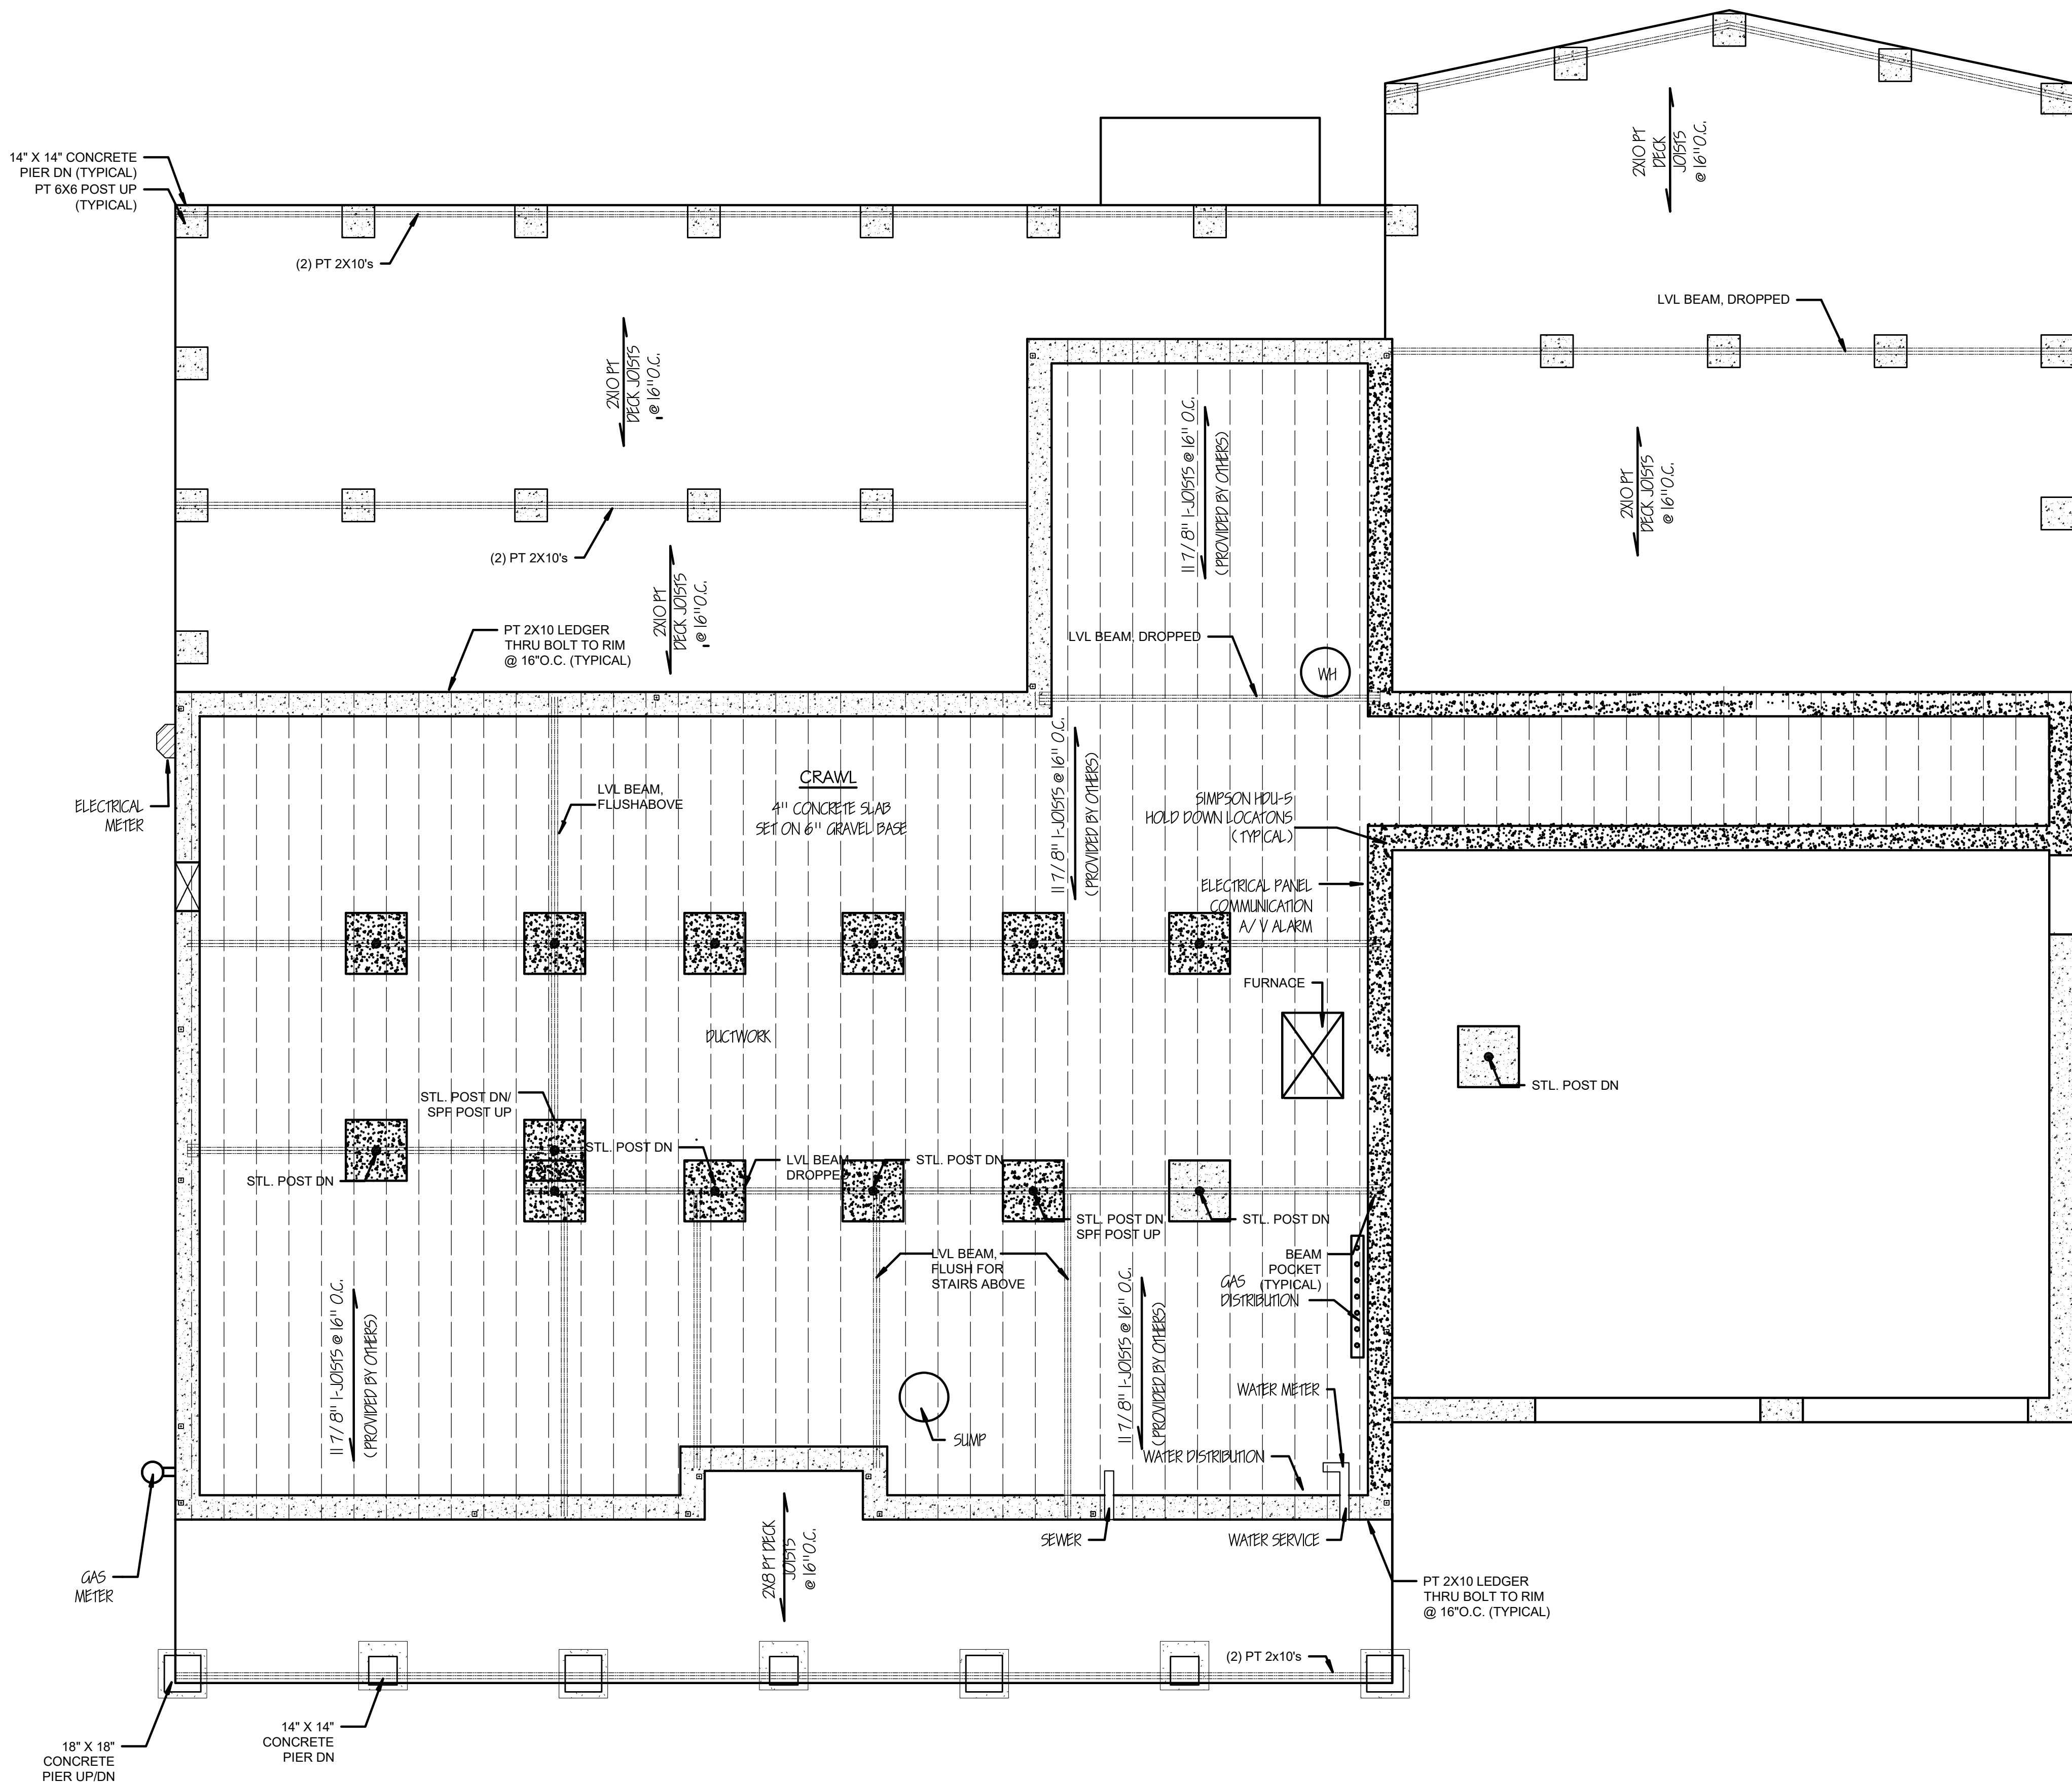 14" X 14" CONCRETE
PIER DN (TYPICAL)
PT 6X6 POST UP
(TYPICAL)
(2) PT 2X10's
2X10 PT
DECK JOISTS
@ 16"O.C.
2X10 PT
DECK
JOISTS
@ 16"O.C.
LVL BEAM, DROPPED
2X10 PT
DECK JOISTS
@ 16"O.C.
11 7/8" I-JOISTS @ 16" O.C.
(PROVIDED BY OTHERS)
(2) PT 2X10's
2X10 PT
DECK JOISTS
@ 16"O.C.
PT 2X10 LEDGER
THRU BOLT TO RIM
@ 16"O.C. (TYPICAL)
LVL BEAM, DROPPED
WH
ELECTRICAL
METER
LVL BEAM,
FLUSHABOVE
CRAWL
4" CONCRETE SLAB
SET ON 6" GRAVEL BASE
11 7/8" I-JOISTS @ 16" O.C.
(PROVIDED BY OTHERS)
SIMPSON HDU-5
HOLD DOWN LOCATONS
(TYPICAL)
ELECTRICAL PANEL
COMMUNICATION
A/V ALARM
FURNACE
DUCTWORK
STL. POST DN
STL. POST DN/
SPF POST UP
STL. POST DN
STL. POST DN
LVL BEAM,
DROPPED
STL. POST DN
STL. POST DN
SPF POST UP
STL. POST DN
LVL BEAM,
FLUSH FOR
STAIRS ABOVE
BEAM
POCKET
(TYPICAL)
GAS
DISTRIBUTION
11 7/8" I-JOISTS @ 16" O.C.
(PROVIDED BY OTHERS)
11 7/8" I-JOISTS @ 16" O.C.
(PROVIDED BY OTHERS)
WATER METER
SUMP
WATER DISTRIBUTION
SEWER
WATER SERVICE
GAS
METER
2X8 PT DECK
JOISTS
@ 16"O.C.
PT 2X10 LEDGER
THRU BOLT TO RIM
@ 16"O.C. (TYPICAL)
(2) PT 2x10's
14" X 14"
CONCRETE
PIER DN
18" X 18"
CONCRETE
PIER UP/DN